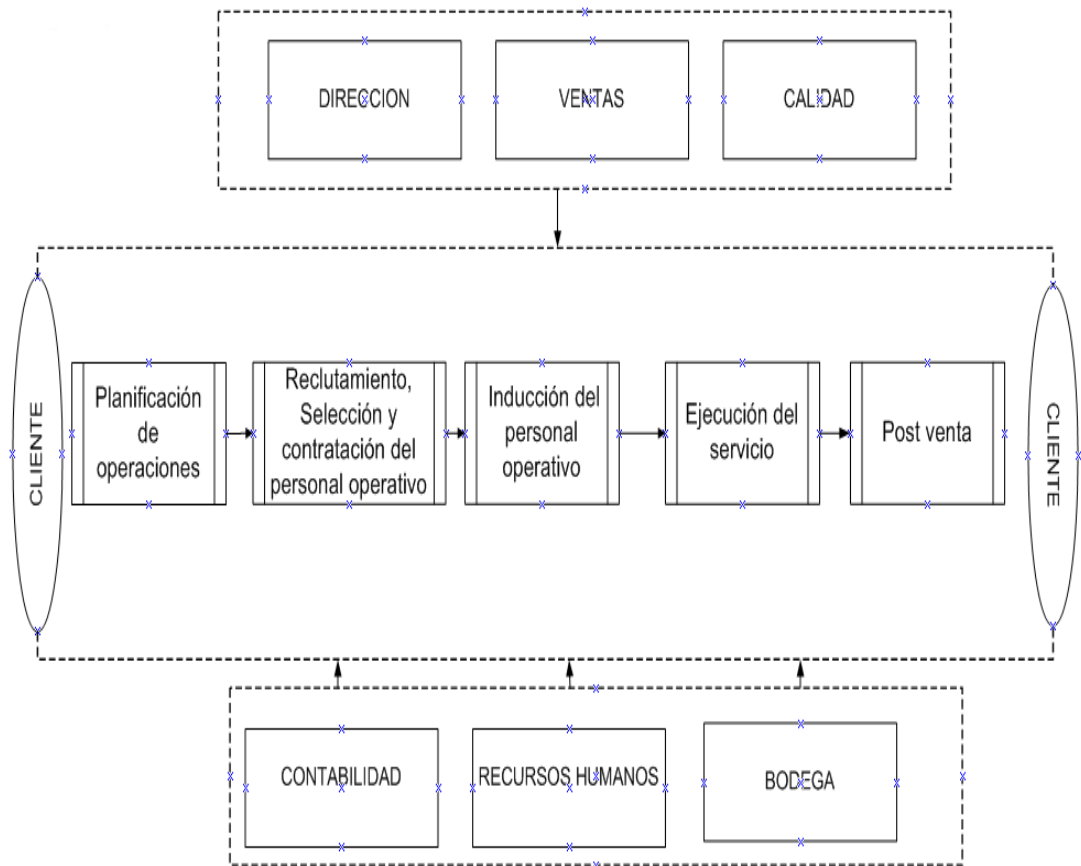 DIRECCION
VENTAS
CALIDAD
CLIENTE
Planificación
de
operaciones
Reclutamiento,
Selección y
contratación del
personal operativo
Inducción del
personal
operativo
Ejecución del
servicio
Post venta
CLIENTE
CONTABILIDAD
RECURSOS HUMANOS
BODEGA